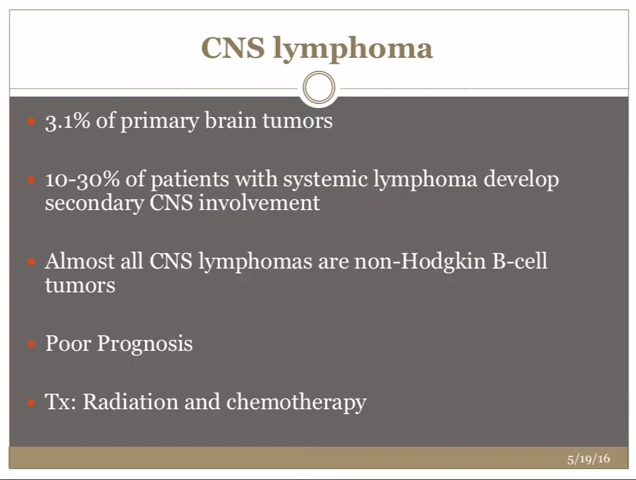 CNS lymphoma
• 3.1% of primary brain tumors
• 10-30% of patients with systemic lymphoma develop
secondary CNS involvement
• Almost all CNS lymphomas are non-Hodgkin B-cell
tumors
• Poor Prognosis
• Tx: Radiation and chemotherapy
5/19/16